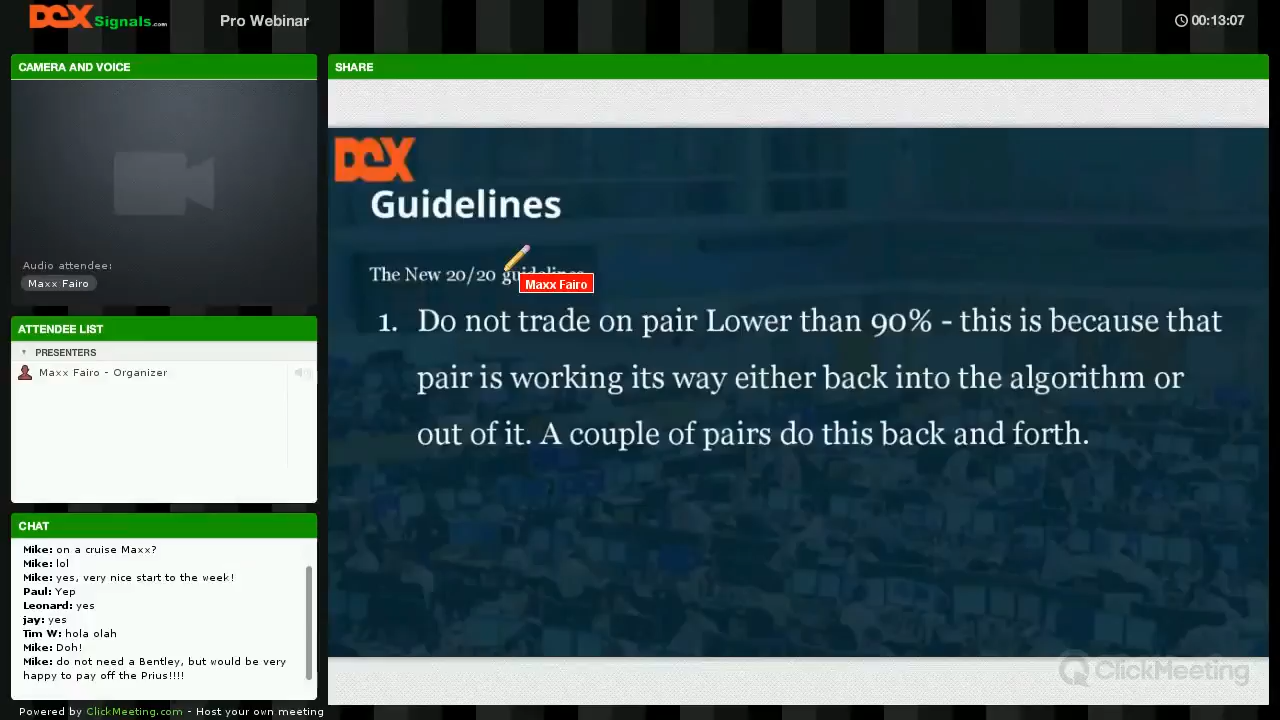 DCX Signals.com
Pro Webinar
00:13:07
CAMERA AND VOICE
SHARE
DCX
Guidelines
The New 20/20 guidelines
Maxx Fairo
1. Do not trade on pair Lower than 90% - this is because that
pair is working its way either back into the algorithm or
out of it. A couple of pairs do this back and forth.
Audio attendee:
Maxx Fairo
ATTENDEE LIST
PRESENTERS
Maxx Fairo - Organizer
CHAT
Mike: on a cruise Maxx?
Mike: lol
Mike: yes, very nice start to the week!
Paul: Yep
Leonard: yes
jay: yes
Tim W: hola olah
Mike: Doh!
Mike: do not need a Bentley, but would be very
happy to pay off the Prius!!!!
ClickMeeting
Powered by ClickMeeting.com - Host your own meeting